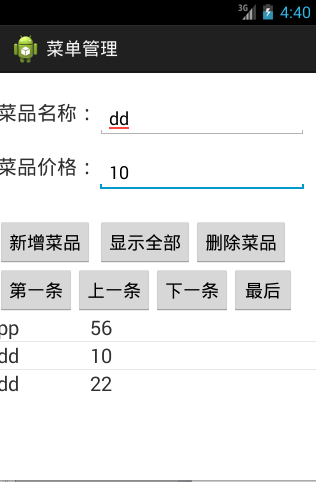 3G 4:40
菜单管理
菜品名称： dd
菜品价格： 10
新增菜品 显示全部 删除菜品
第一条 上一条 下一条 最后
pp 56
dd 10
dd 22